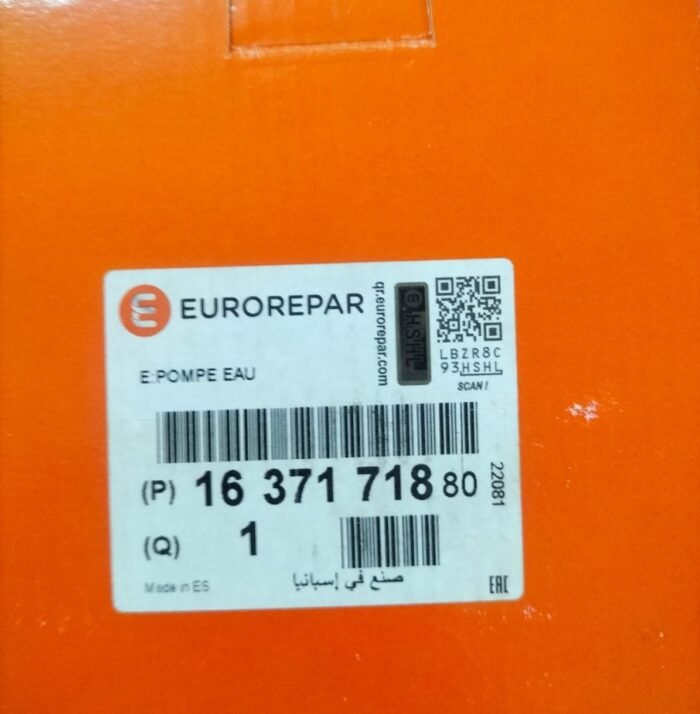 EUROREPAR
qr.eurorepar.com
HSHL
LBZR8C
93HSHL
SCAN!
E:POMPE EAU
(P) 16 371 718 80
22081
(Q) 1
Made in ES
صنع في إسبانيا
EAC